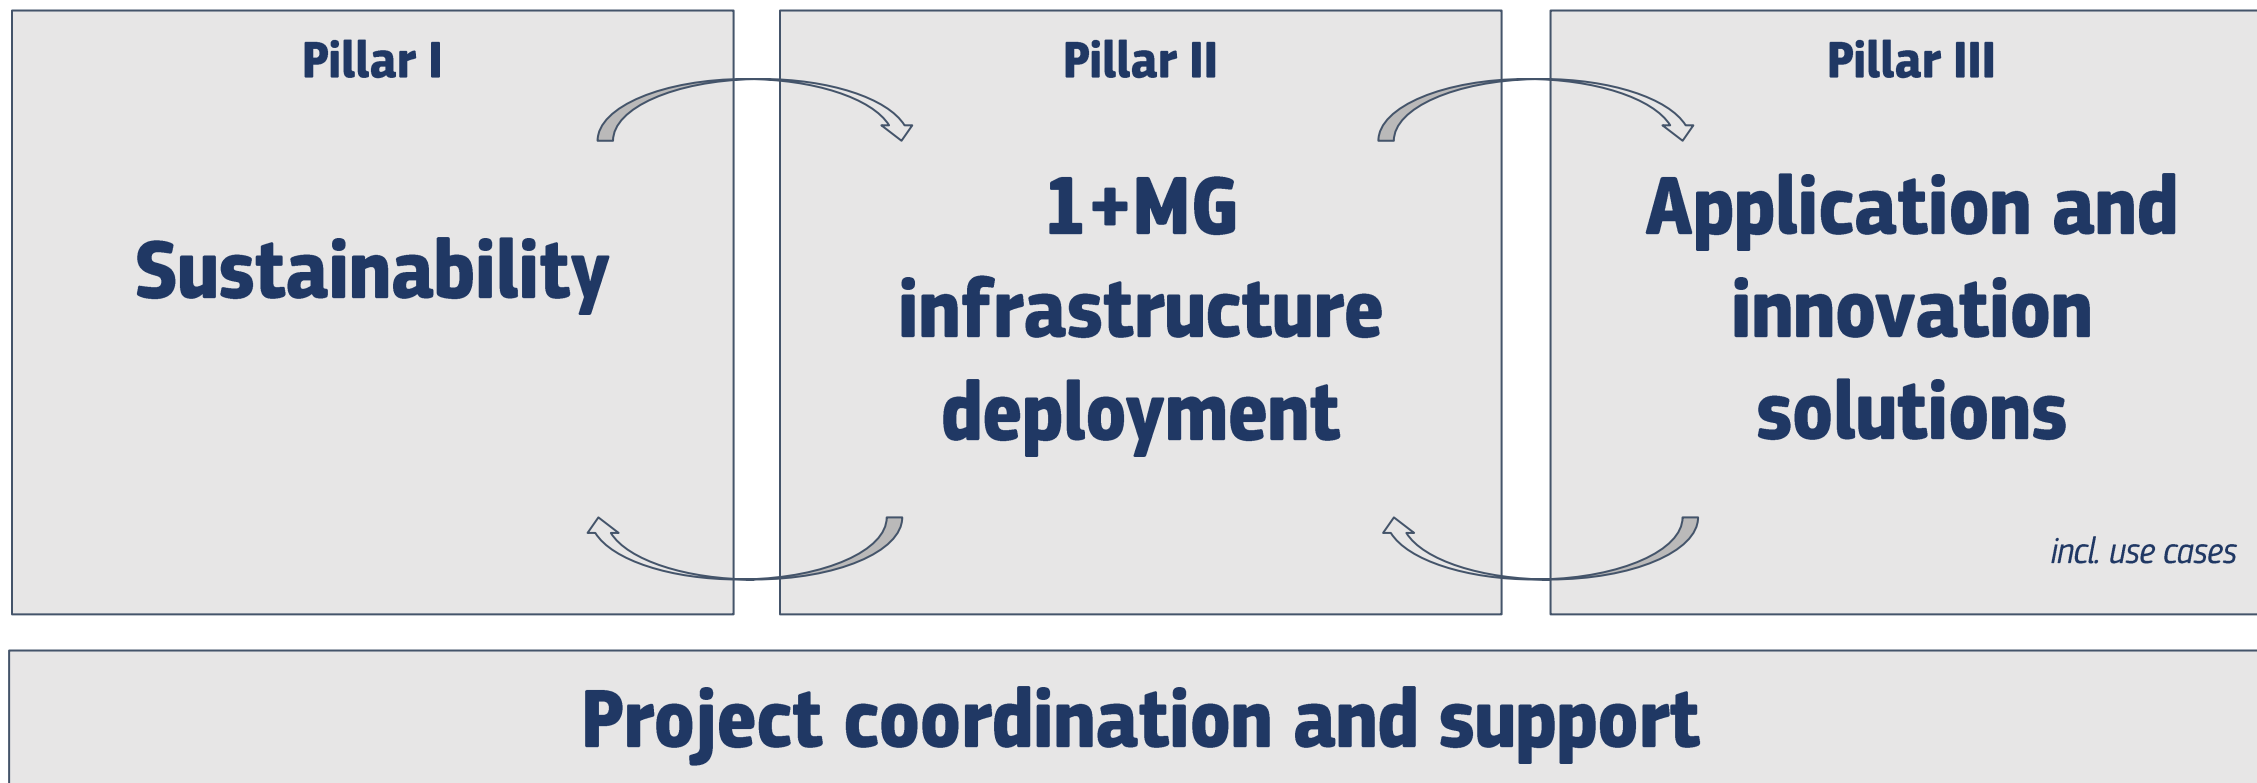 Pillar I
Sustainability
Pillar II
1+MG
infrastructure
deployment
Pillar III
Application and
innovation
solutions
incl. use cases
Project coordination and support